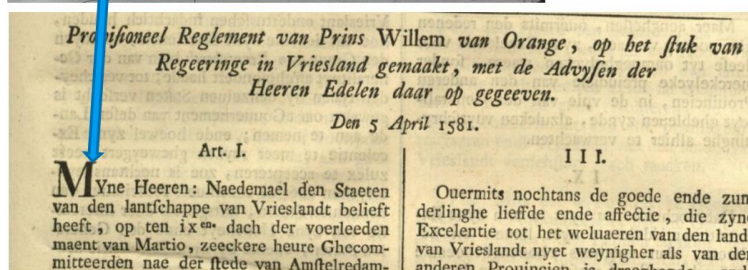 Provisioneel Reglement van Prins Willem van Orange, op het ſtuk van
Regeeringe in Vriesland gemaakt, met de Advyſen der
Heeren Edelen daar op gegeeven.
Den 5 April 1581.
Art. I.
MYne Heeren: Naedemael den Staeten
van den lantſchappe van Vrieslandt belieft
heeft, op ten ixen. dach der voerleeden
maent van Martio, zeeckere heure Ghecom-
mitteerden nae der ſtede van Amſtelredam-
III.
Ouermits nochtans de goede ende zun
derlinghe lieffde ende affectie, die zyne
Excelentie tot het weluaeren van den land
van Vrieslandt nyet weynigher als van de
anderen Prouincien is